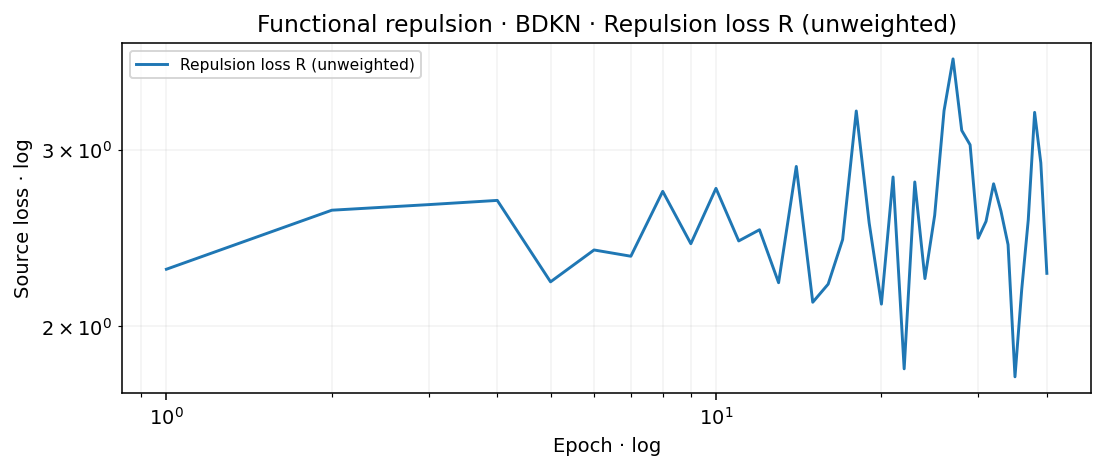 Functional repulsion · BDKN · Repulsion loss R (unweighted)
Repulsion loss R (unweighted)
Source loss · log
3 × 10⁰
2 × 10⁰
10⁰
10¹
Epoch · log